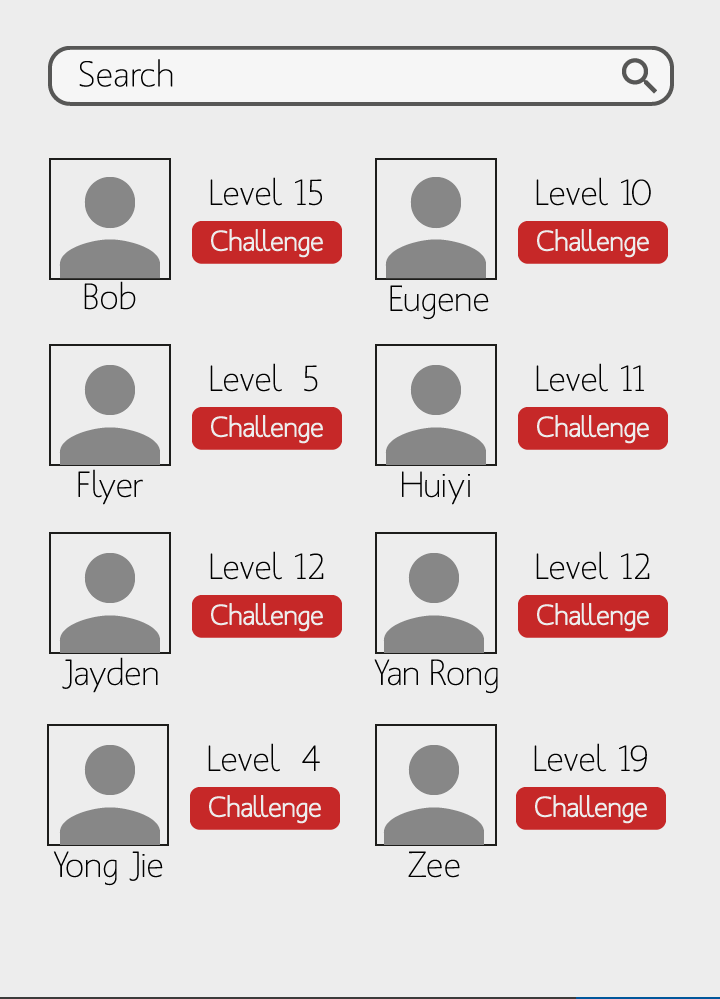 Search
Level 15
Challenge
Bob
Level 10
Challenge
Eugene
Level 5
Challenge
Flyer
Level 11
Challenge
Huiyi
Level 12
Challenge
Jayden
Level 12
Challenge
Yan Rong
Level 4
Challenge
Yong Jie
Level 19
Challenge
Zee